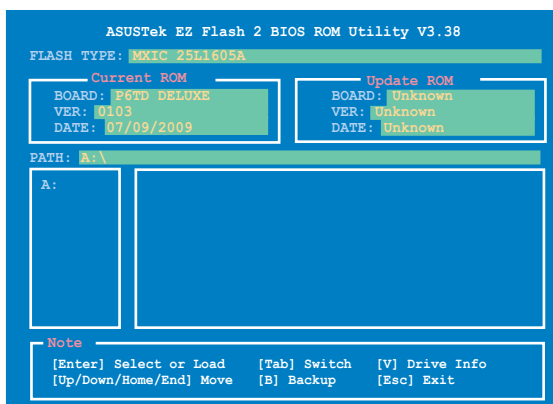 ASUSTek EZ Flash 2 BIOS ROM Utility V3.38
FLASH TYPE: MXIC 25L1605A
Current ROM
BOARD: P6TD DELUXE
VER: 0103
DATE: 07/09/2009
Update ROM
BOARD: Unknown
VER: Unknown
DATE: Unknown
PATH: A:\
A:
Note
[Enter] Select or Load [Tab] Switch [V] Drive Info
[Up/Down/Home/End] Move [B] Backup [Esc] Exit